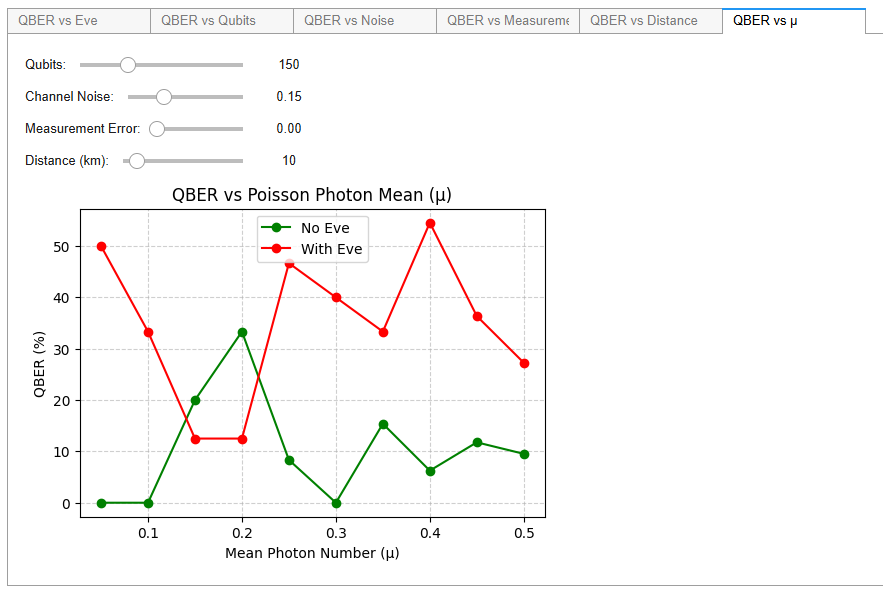 QBER vs Eve QBER vs Qubits QBER vs Noise QBER vs Measureme QBER vs Distance QBER vs μ
Qubits: 150
Channel Noise: 0.15
Measurement Error: 0.00
Distance (km): 10
QBER vs Poisson Photon Mean (μ)
No Eve
With Eve
50
40
30
20
10
0
QBER (%)
0.1 0.2 0.3 0.4 0.5
Mean Photon Number (μ)